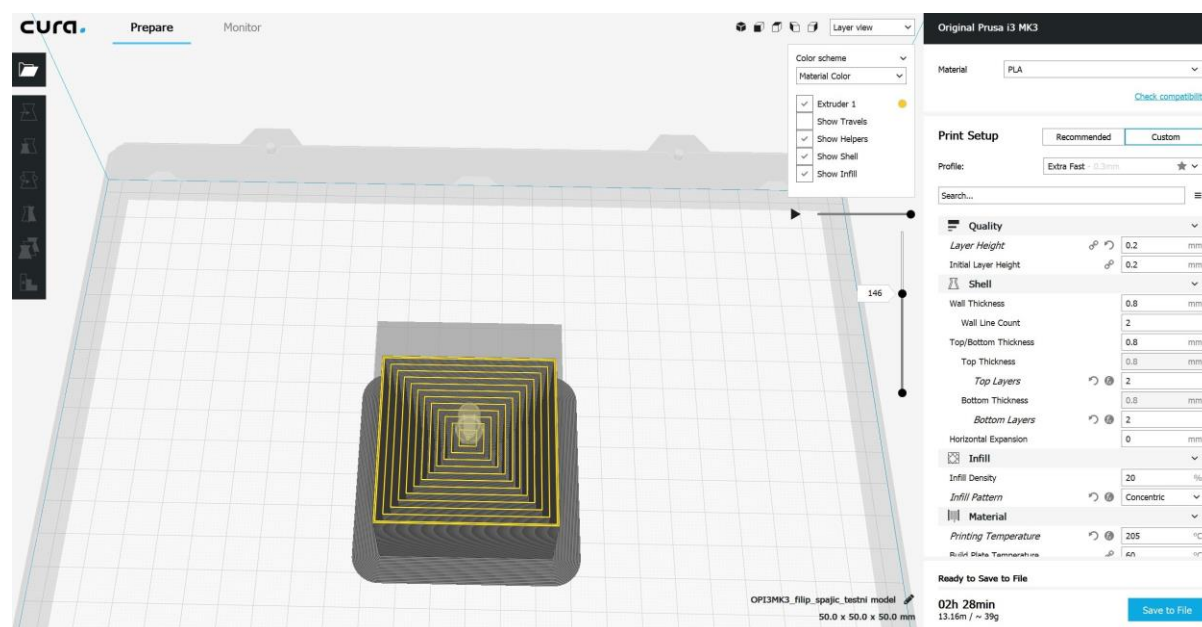 cura.
Prepare
Monitor
Layer view
Color scheme
Material Color
Extruder 1
Show Travels
Show Helpers
Show Shell
Show Infill
146
OPI3MK3_filip_spajic_testni model
50.0 x 50.0 x 50.0 mm
Original Prusa i3 MK3
Material PLA
Check compatibilit
Print Setup Recommended Custom
Profile: Extra Fast - 0.3mm
Search...
Quality
Layer Height 0.2 mm
Initial Layer Height 0.2 mm
Shell
Wall Thickness 0.8 mm
Wall Line Count 2
Top/Bottom Thickness 0.8 mm
Top Thickness 0.8 mm
Top Layers 2
Bottom Thickness 0.8 mm
Bottom Layers 2
Horizontal Expansion 0 mm
Infill
Infill Density 20 %
Infill Pattern Concentric
Material
Printing Temperature 205 °C
Build Plate Temperature 60 °C
Ready to Save to File
02h 28min
13.16m / ~ 39g
Save to File